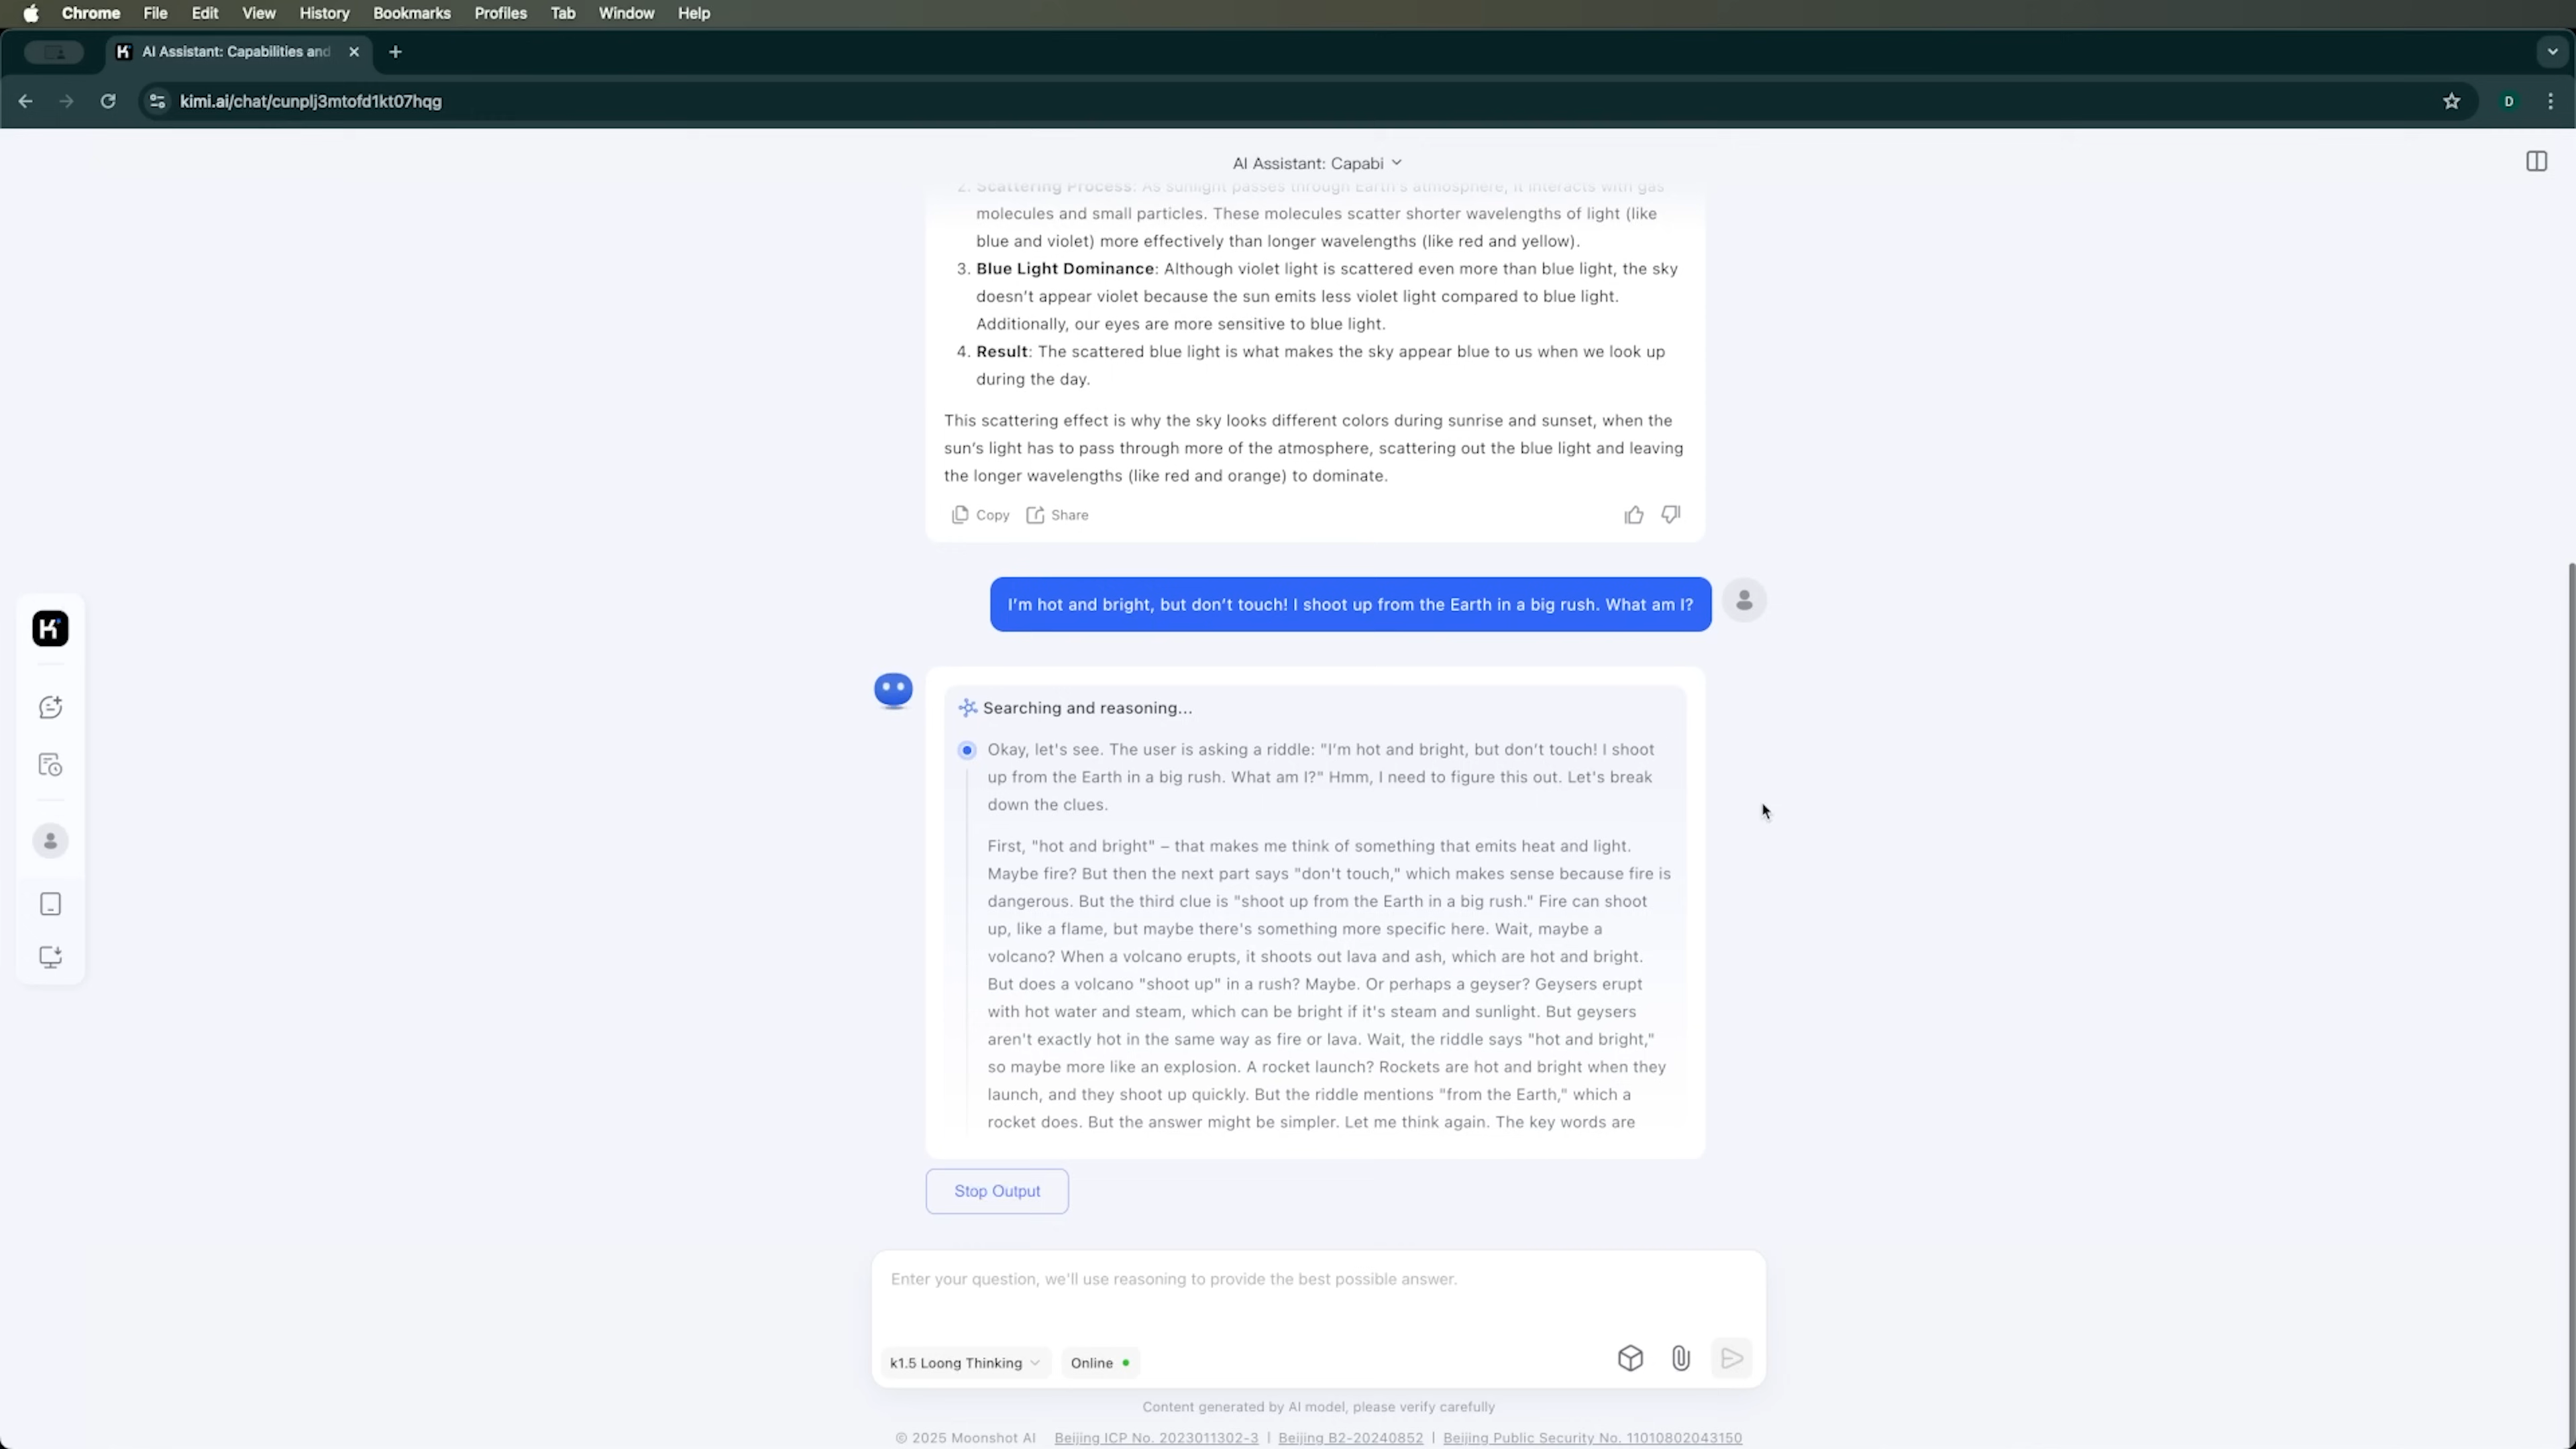 Chrome File Edit View History Bookmarks Profiles Tab Window Help
AI Assistant: Capabilities and
kimi.ai/chat/cunplj3mtofd1kt07hqg
D
AI Assistant: Capabi
2. Scattering Process: As sunlight passes through Earth's atmosphere, it interacts with gas
molecules and small particles. These molecules scatter shorter wavelengths of light (like
blue and violet) more effectively than longer wavelengths (like red and yellow).
3. Blue Light Dominance: Although violet light is scattered even more than blue light, the sky
doesn't appear violet because the sun emits less violet light compared to blue light.
Additionally, our eyes are more sensitive to blue light.
4. Result: The scattered blue light is what makes the sky appear blue to us when we look up
during the day.
This scattering effect is why the sky looks different colors during sunrise and sunset, when the
sun's light has to pass through more of the atmosphere, scattering out the blue light and leaving
the longer wavelengths (like red and orange) to dominate.
Copy Share
I'm hot and bright, but don't touch! I shoot up from the Earth in a big rush. What am I?
K
Searching and reasoning...
Okay, let's see. The user is asking a riddle: "I'm hot and bright, but don't touch! I shoot
up from the Earth in a big rush. What am I?" Hmm, I need to figure this out. Let's break
down the clues.
First, "hot and bright" – that makes me think of something that emits heat and light.
Maybe fire? But then the next part says "don't touch," which makes sense because fire is
dangerous. But the third clue is "shoot up from the Earth in a big rush." Fire can shoot
up, like a flame, but maybe there's something more specific here. Wait, maybe a
volcano? When a volcano erupts, it shoots out lava and ash, which are hot and bright.
But does a volcano "shoot up" in a rush? Maybe. Or perhaps a geyser? Geysers erupt
with hot water and steam, which can be bright if it's steam and sunlight. But geysers
aren't exactly hot in the same way as fire or lava. Wait, the riddle says "hot and bright,"
so maybe more like an explosion. A rocket launch? Rockets are hot and bright when they
launch, and they shoot up quickly. But the riddle mentions "from the Earth," which a
rocket does. But the answer might be simpler. Let me think again. The key words are
Stop Output
Enter your question, we'll use reasoning to provide the best possible answer.
k1.5 Loong Thinking Online
Content generated by AI model, please verify carefully
© 2025 Moonshot AI Beijing ICP No. 2023011302-3 | Beijing B2-20240852 | Beijing Public Security No. 11010802043150